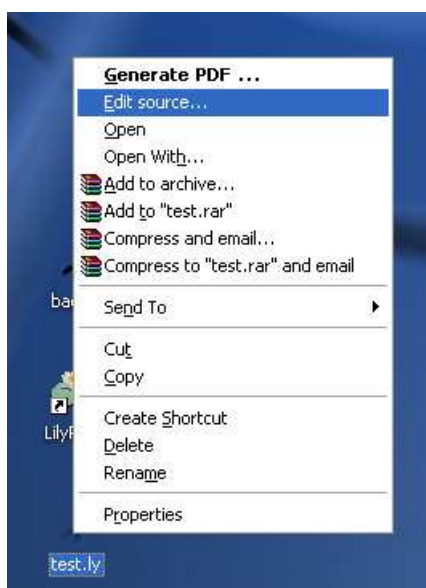 Generate PDF ...
Edit source...
Open
Open With...
Add to archive...
Add to "test.rar"
Compress and email...
Compress to "test.rar" and email
Send To
Cut
Copy
Create Shortcut
Delete
Rename
Properties
test.ly